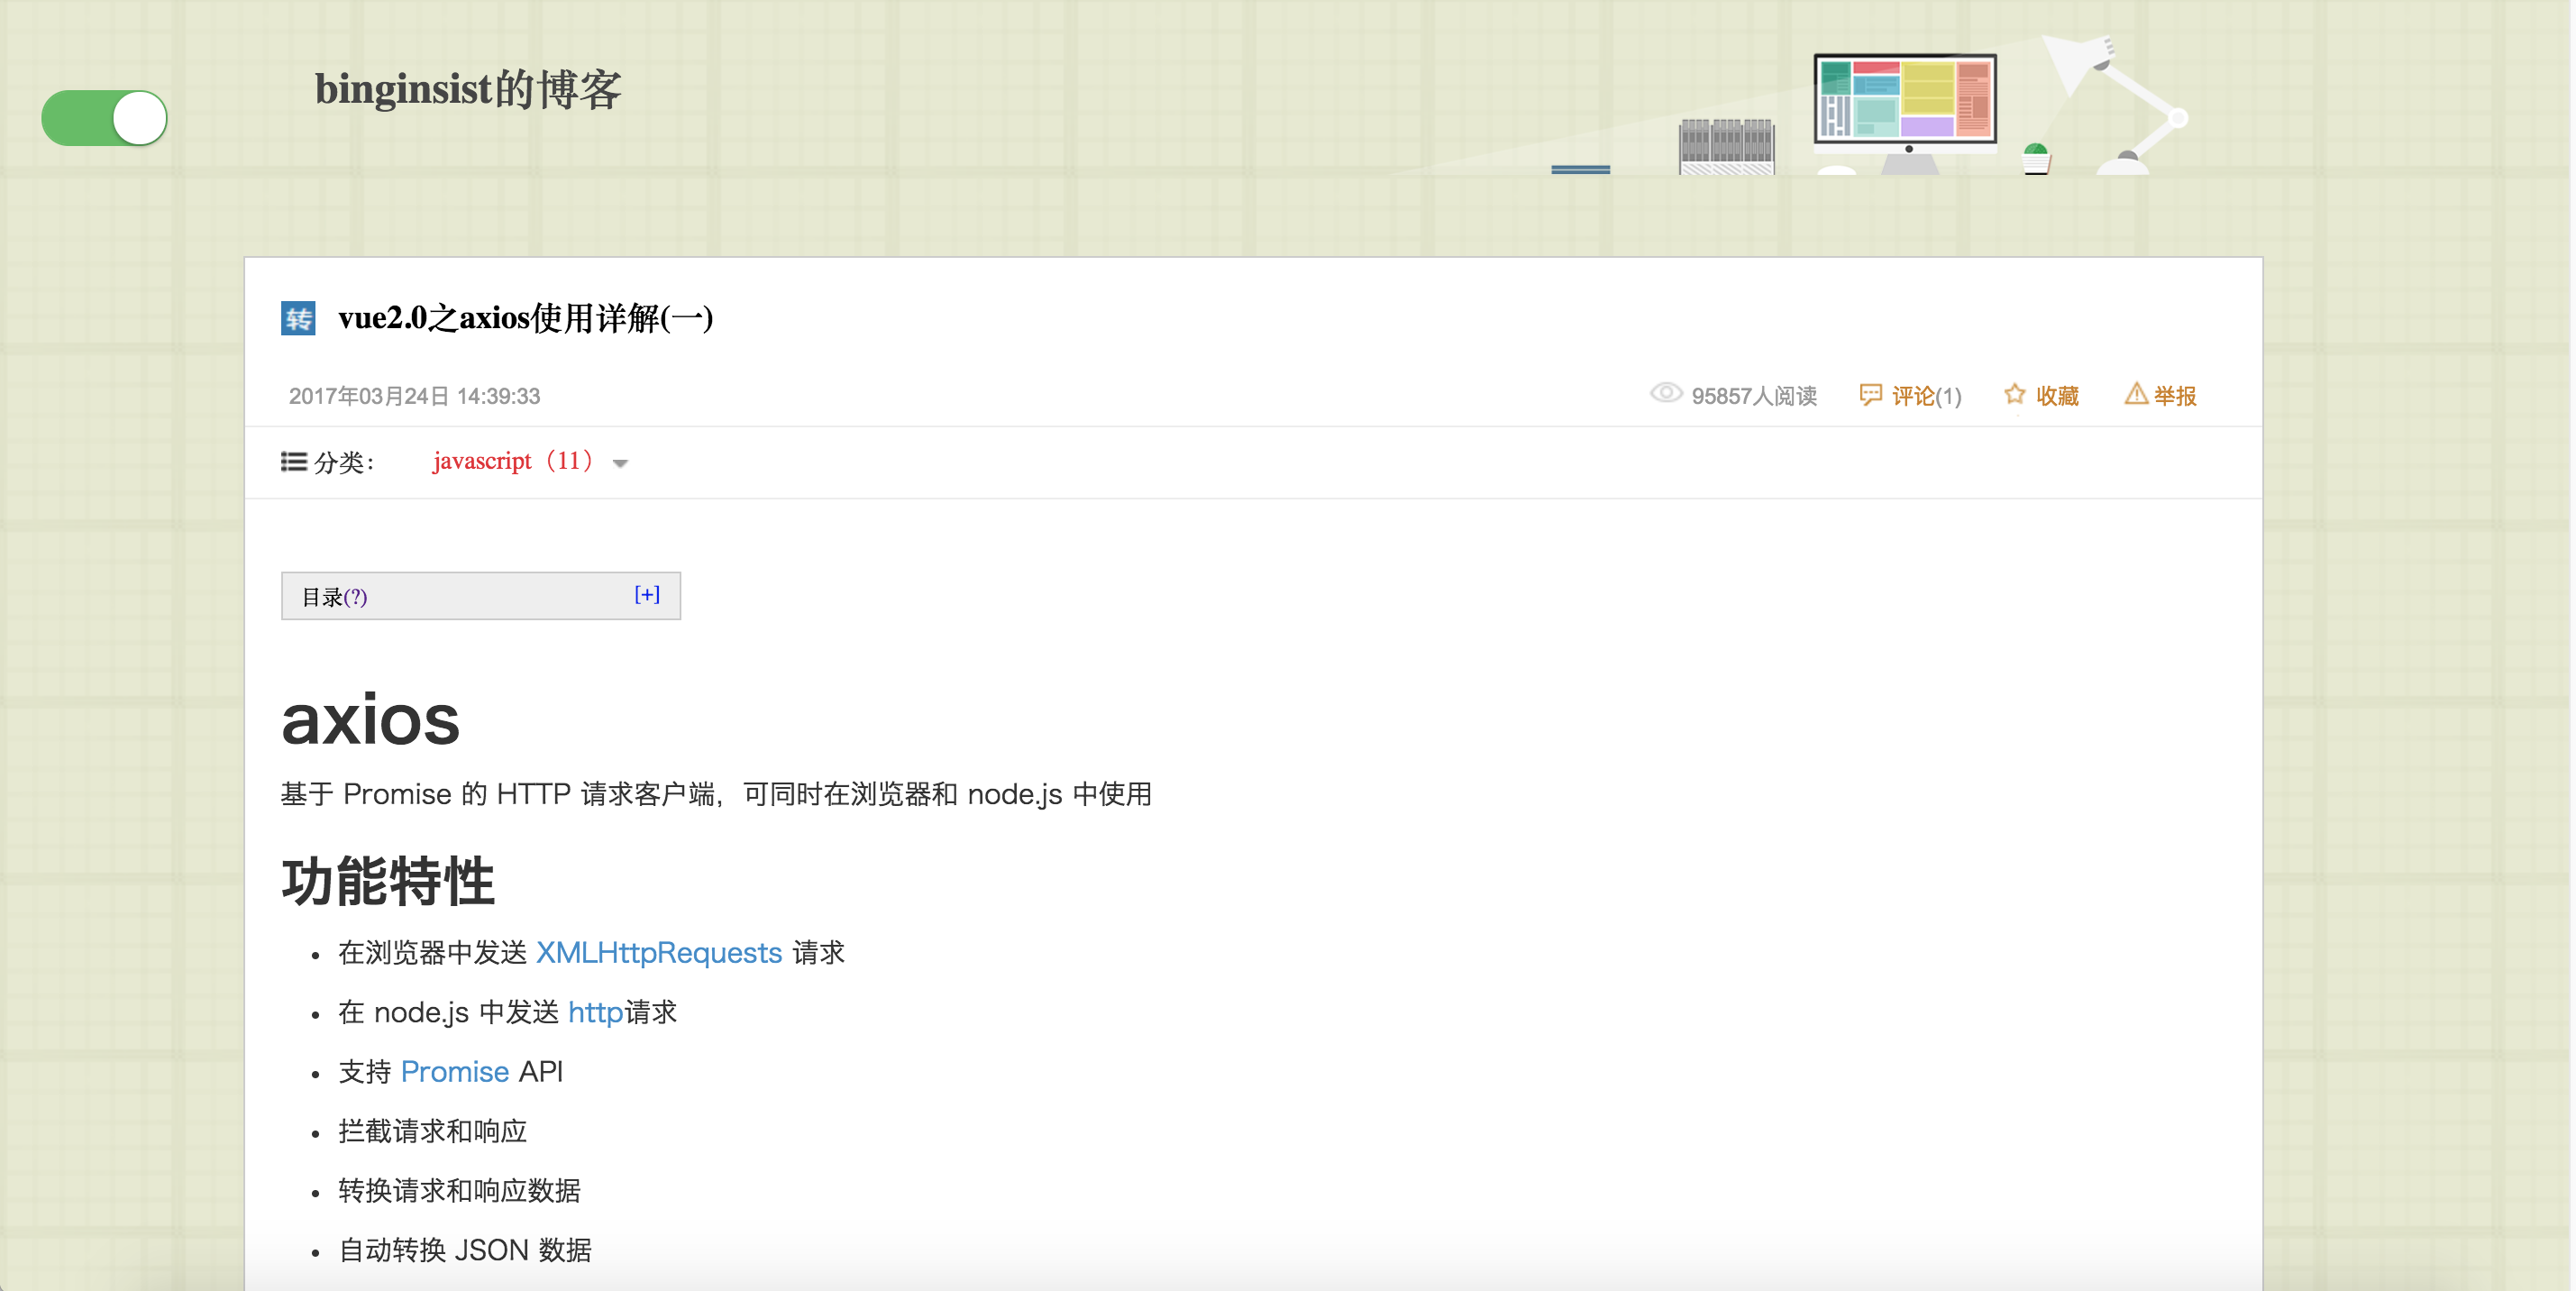 binginsist的博客
转 vue2.0之axios使用详解(一)
2017年03月24日 14:39:33 95857人阅读 评论(1) 收藏 举报
分类： javascript（11）
目录(?) [+]
axios
基于 Promise 的 HTTP 请求客户端，可同时在浏览器和 node.js 中使用
功能特性
• 在浏览器中发送 XMLHttpRequests 请求
• 在 node.js 中发送 http请求
• 支持 Promise API
• 拦截请求和响应
• 转换请求和响应数据
• 自动转换 JSON 数据